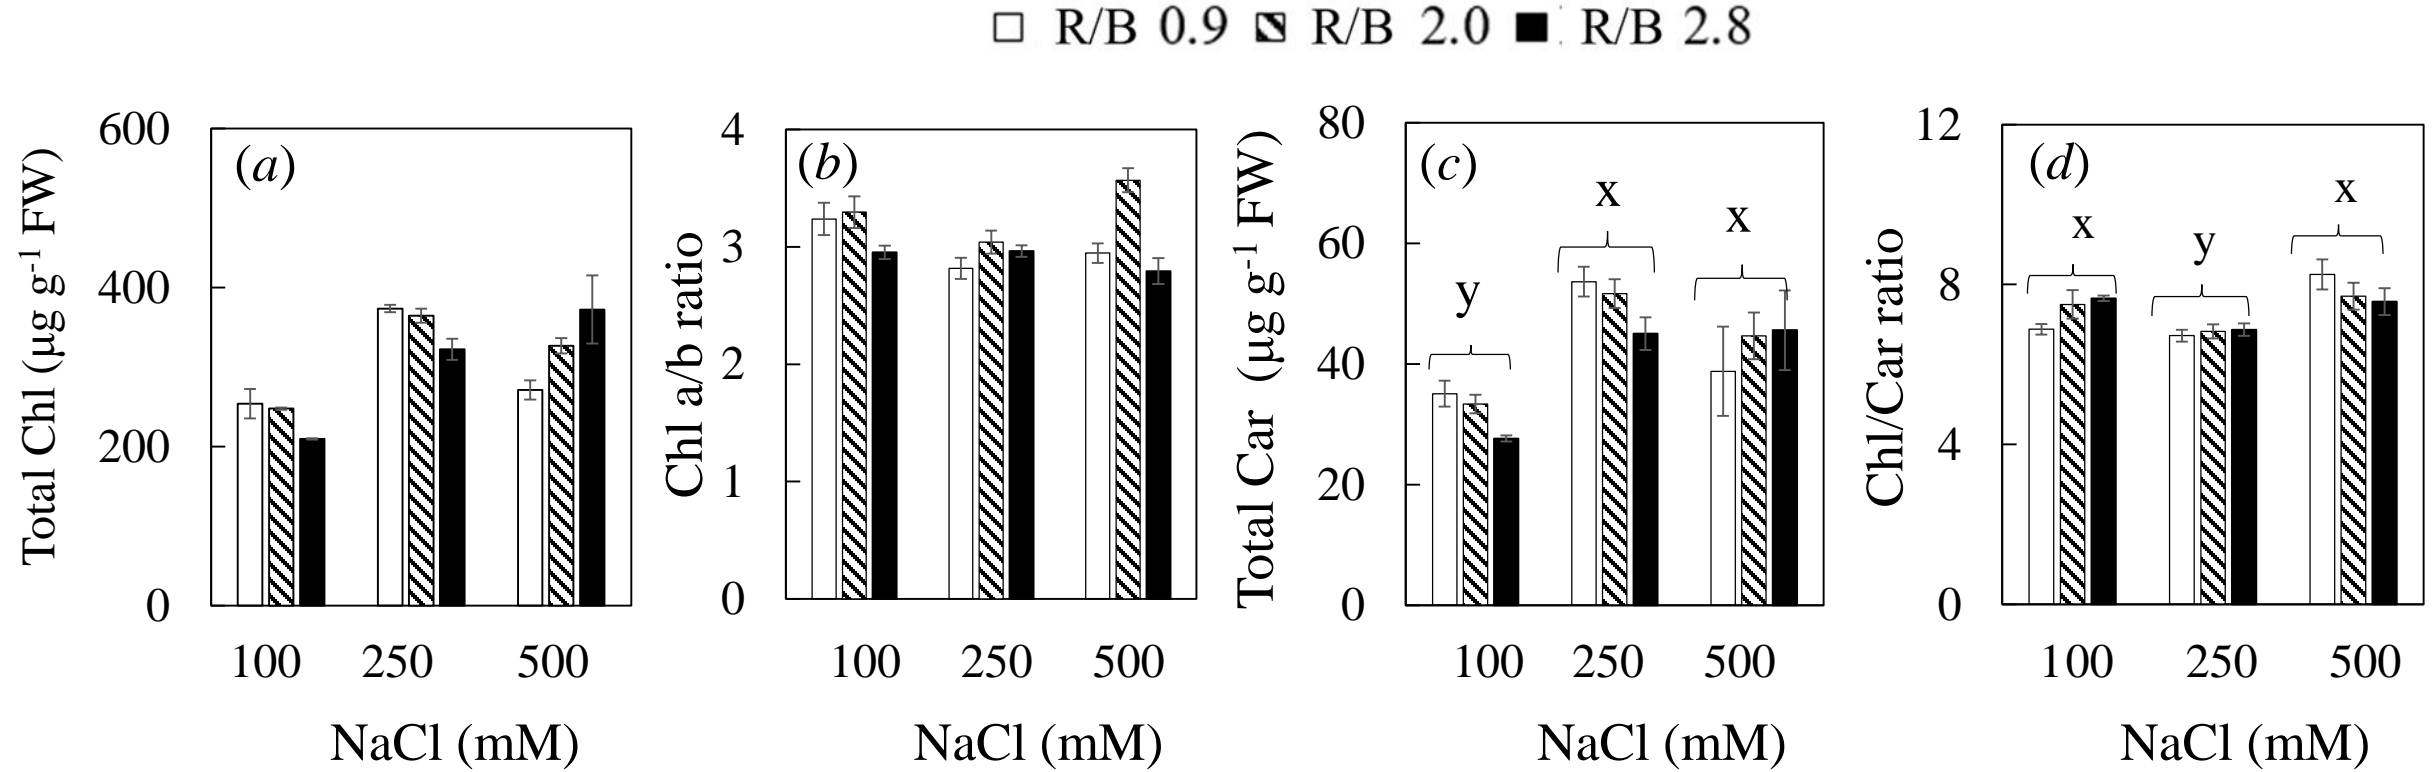 R/B 0.9 R/B 2.0 R/B 2.8
Total Chl (µg g-1 FW)
600
400
200
0
(a)
100 250 500
NaCl (mM)
Chl a/b ratio
4
3
2
1
0
(b)
100 250 500
NaCl (mM)
Total Car (µg g-1 FW)
80
60
40
20
0
(c)
y x x
100 250 500
NaCl (mM)
Chl/Car ratio
12
8
4
0
(d)
x y x
100 250 500
NaCl (mM)